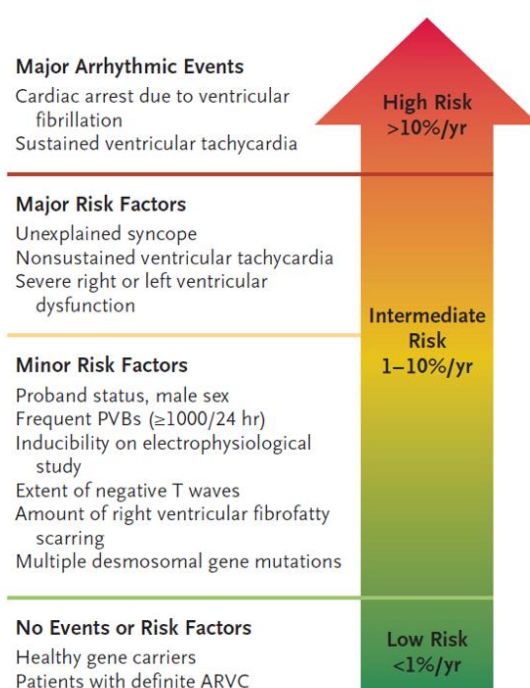 Major Arrhythmic Events
Cardiac arrest due to ventricular
fibrillation
Sustained ventricular tachycardia
High Risk
>10%/yr
Major Risk Factors
Unexplained syncope
Nonsustained ventricular tachycardia
Severe right or left ventricular
dysfunction
Intermediate
Risk
1–10%/yr
Minor Risk Factors
Proband status, male sex
Frequent PVBs (≥1000/24 hr)
Inducibility on electrophysiological
study
Extent of negative T waves
Amount of right ventricular fibrofatty
scarring
Multiple desmosomal gene mutations
No Events or Risk Factors
Healthy gene carriers
Patients with definite ARVC
Low Risk
<1%/yr